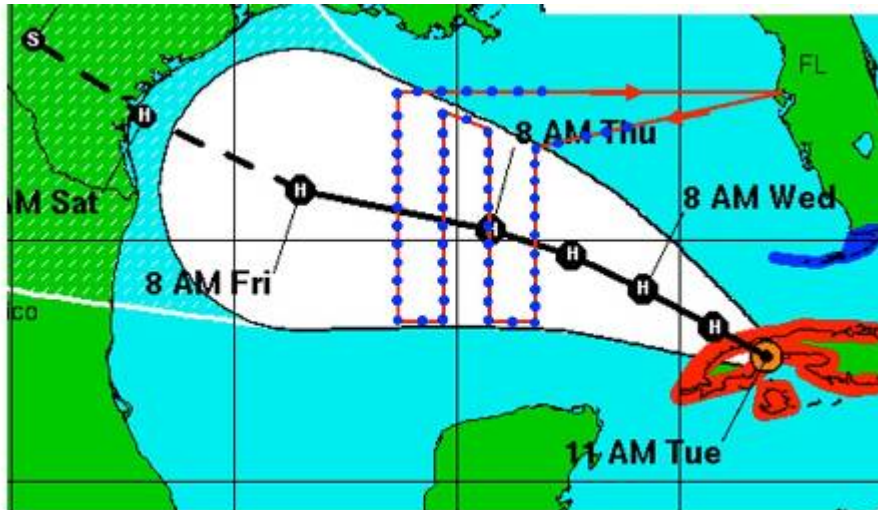 S
FL
H
8 AM Thu
H
8 AM Wed
M Sat
H
H
8 AM Fri
H
H
ico
11 AM Tue